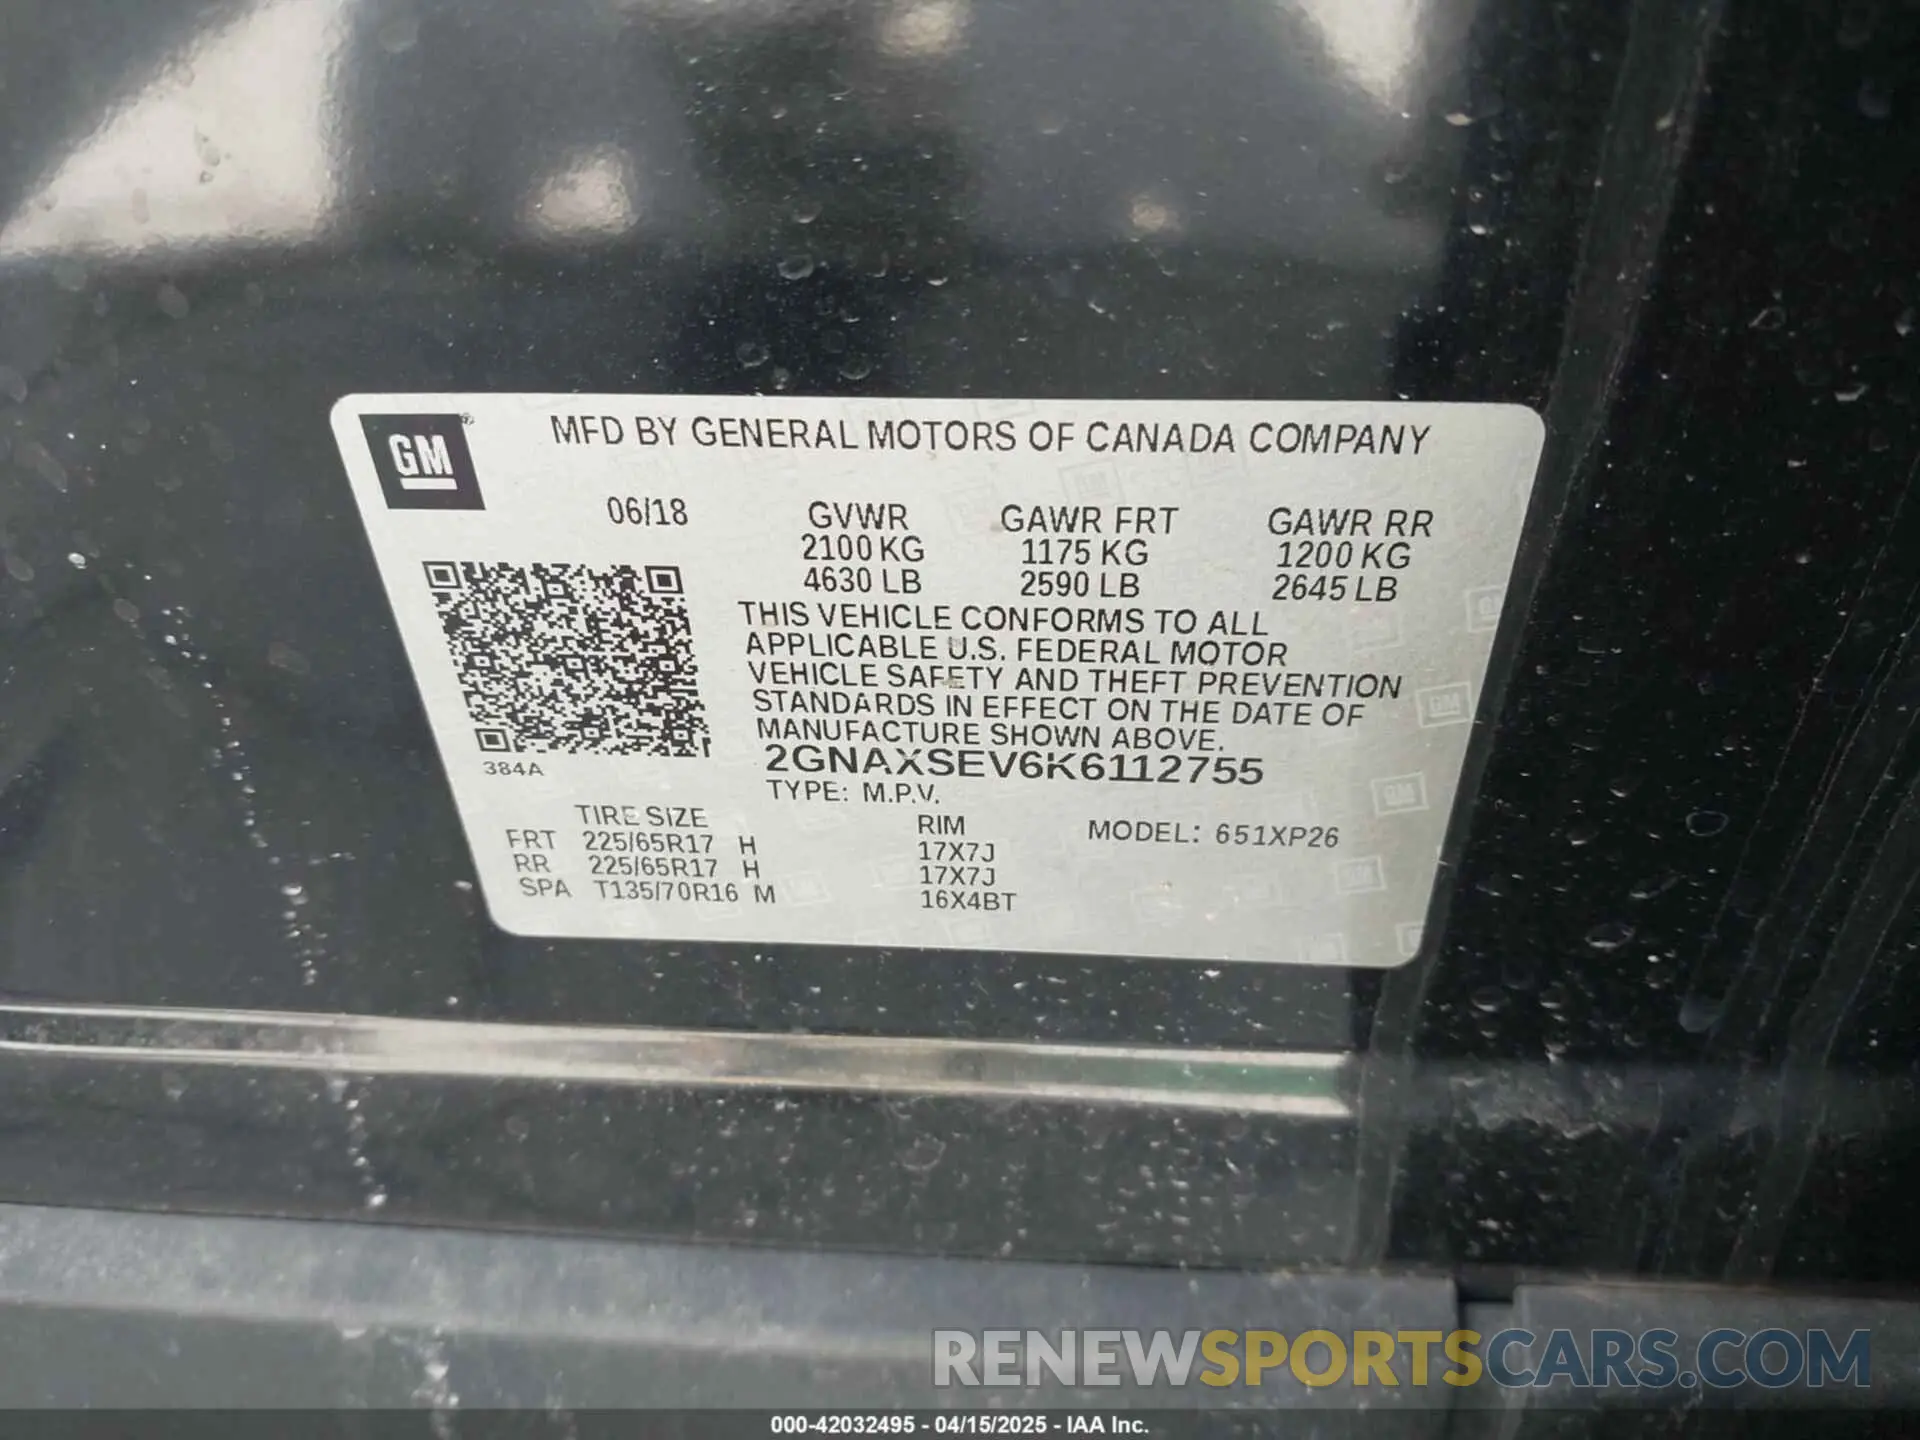 GM
MFD BY GENERAL MOTORS OF CANADA COMPANY
06/18 GVWR GAWR FRT GAWR RR
2100 KG 1175 KG 1200 KG
4630 LB 2590 LB 2645 LB
THIS VEHICLE CONFORMS TO ALL
APPLICABLE U.S. FEDERAL MOTOR
VEHICLE SAFETY AND THEFT PREVENTION
STANDARDS IN EFFECT ON THE DATE OF
MANUFACTURE SHOWN ABOVE.
2GNAXSEV6K6112755
384A
TYPE: M.P.V.
TIRE SIZE RIM MODEL: 651XP26
FRT 225/65R17 H 17X7J
RR 225/65R17 H 17X7J
SPA T135/70R16 M 16X4BT
RENEWSPORTSCARS.COM
000-42032495 - 04/15/2025 - IAA Inc.